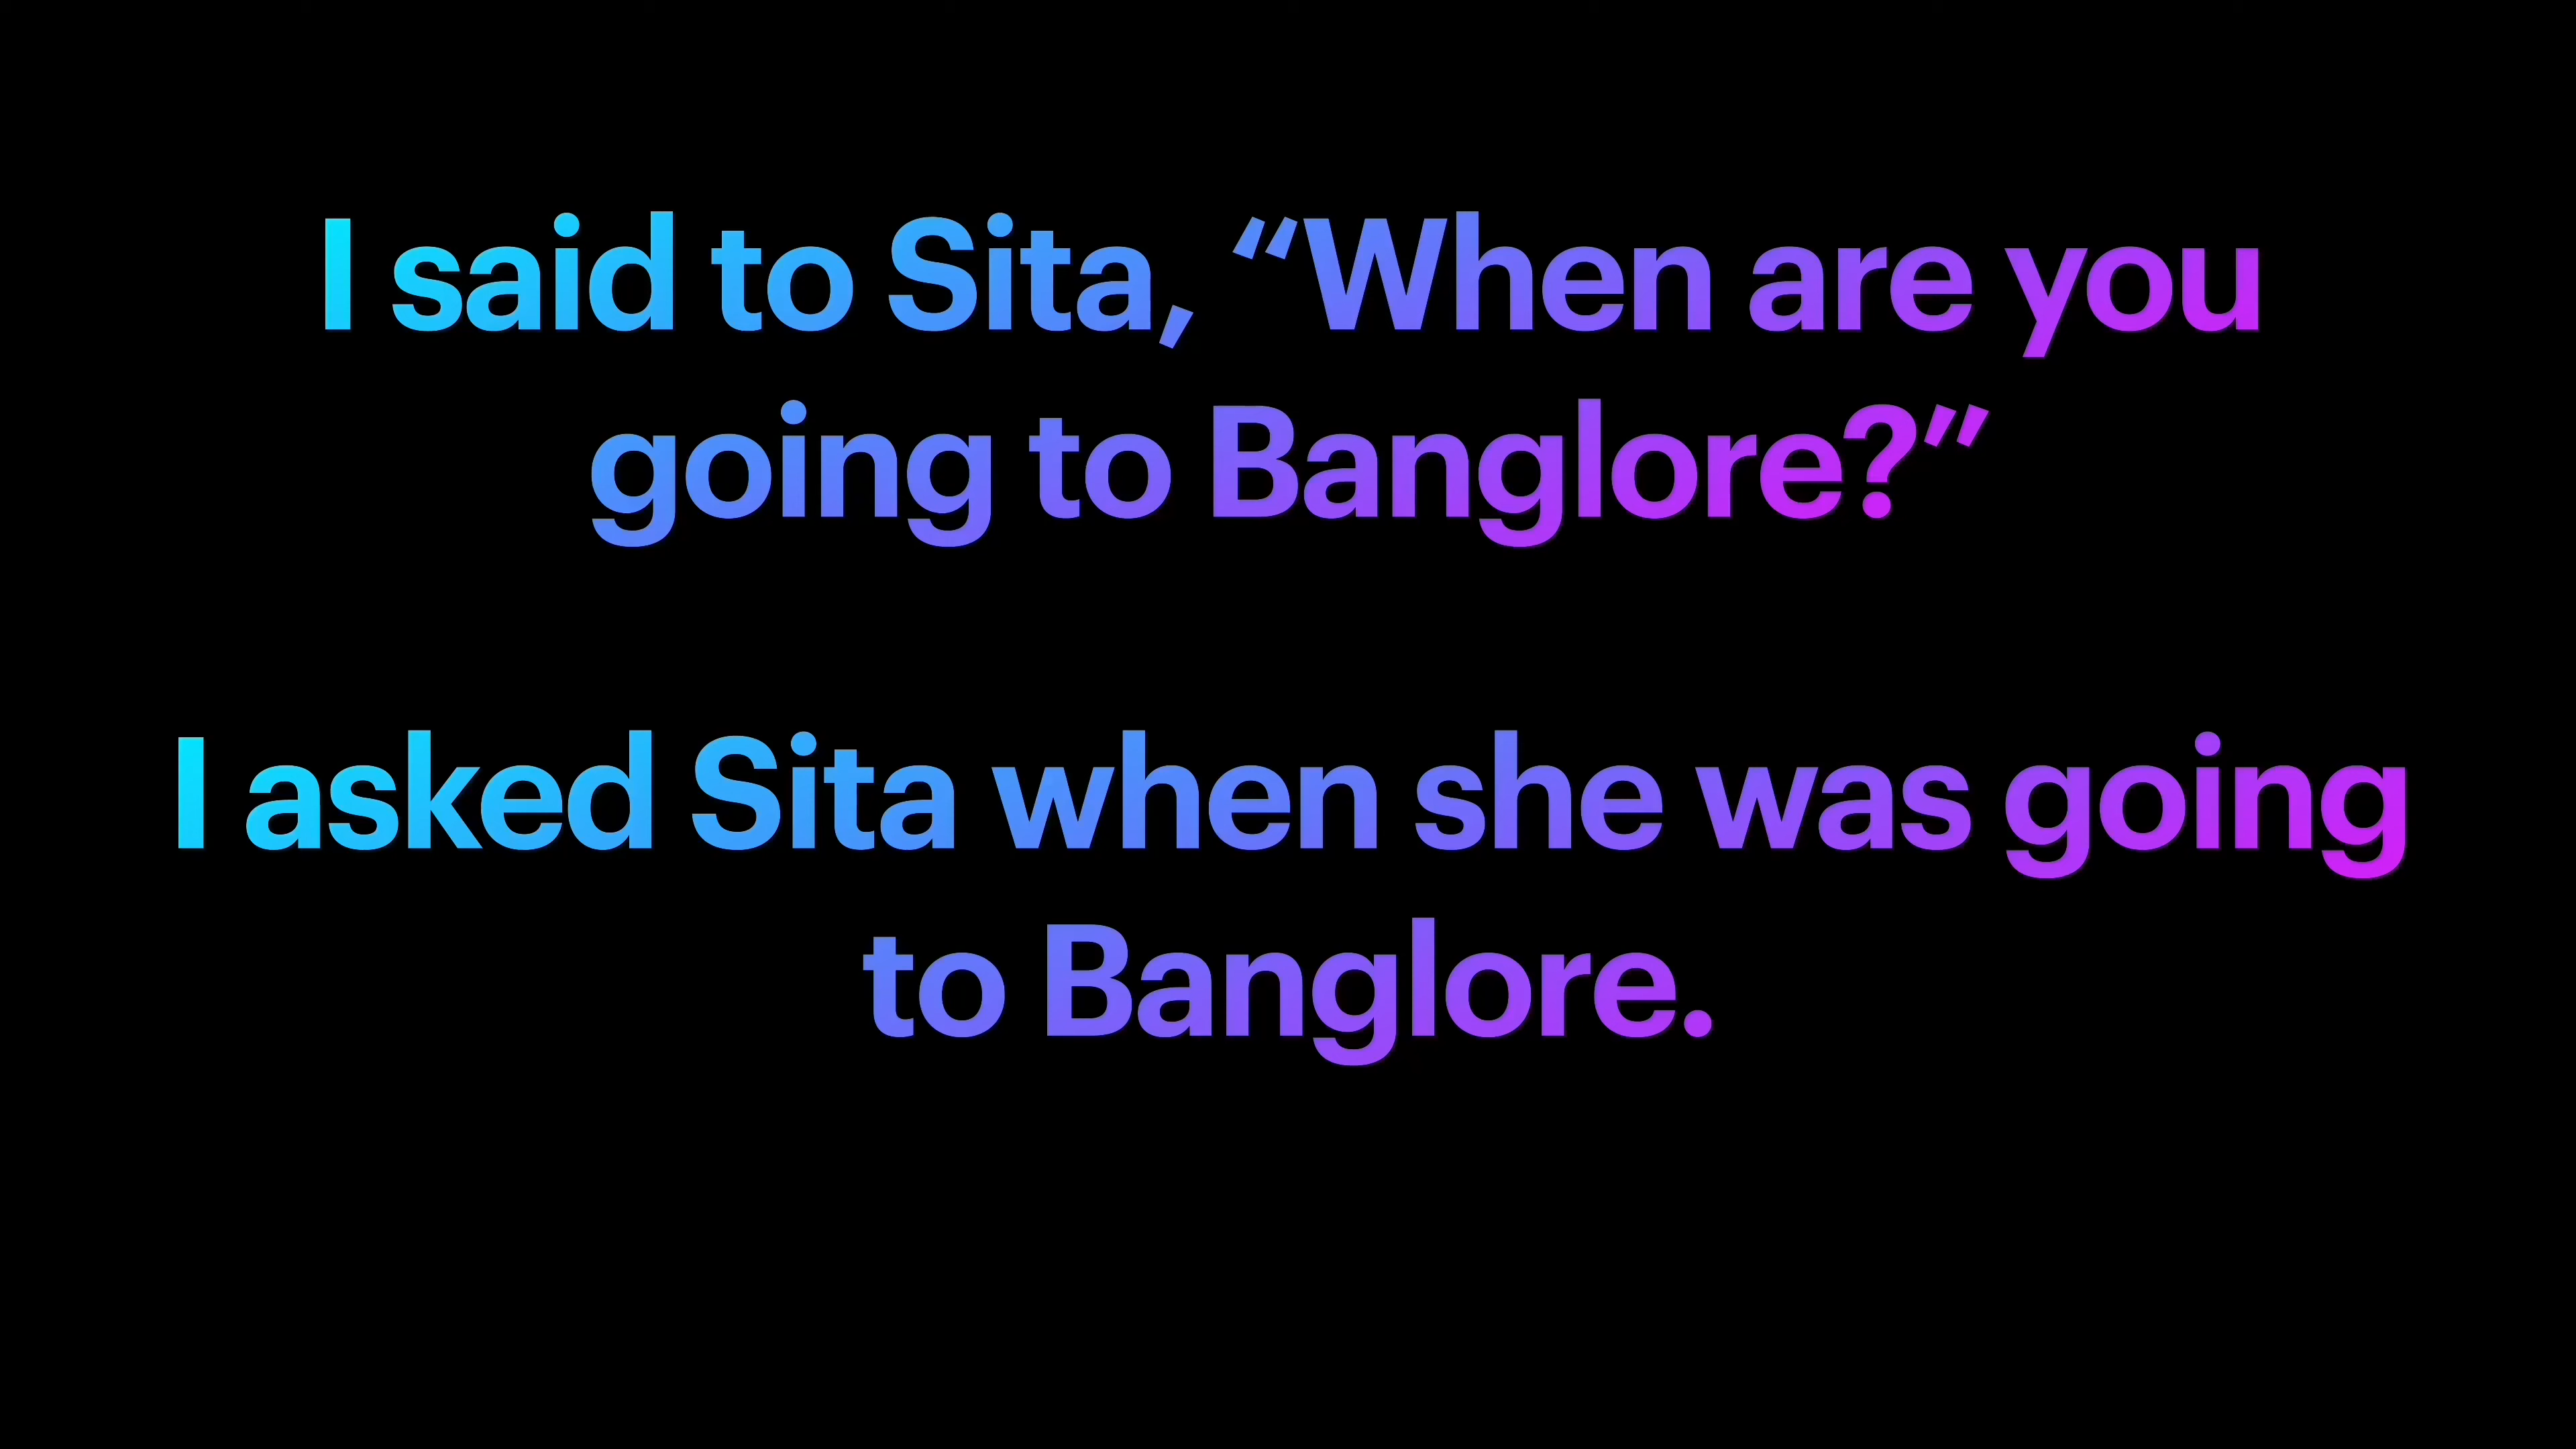 I said to Sita, “When are you
going to Banglore?”
I asked Sita when she was going
to Banglore.